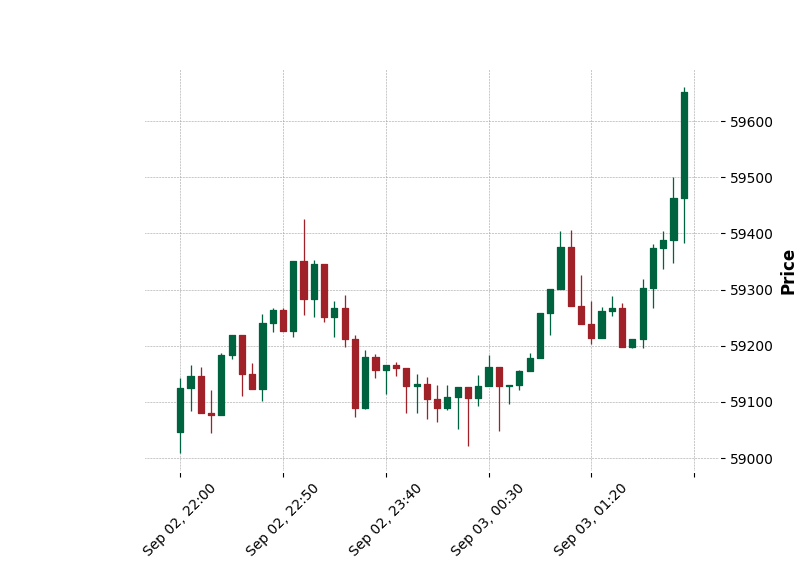 59600
59500
59400
59300
59200
59100
59000
Price
Sep 02, 22:00
Sep 02, 22:50
Sep 02, 23:40
Sep 03, 00:30
Sep 03, 01:20